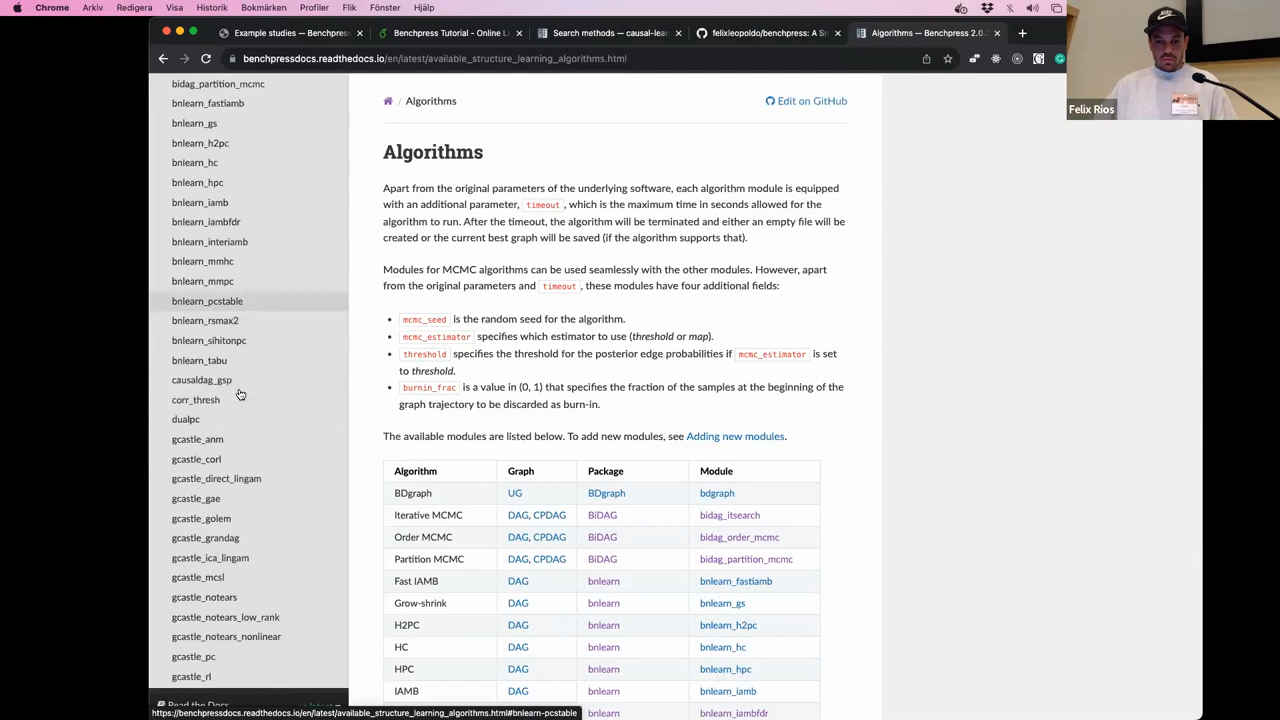 Chrome Arkiv Redigera Visa Historik Bokmärken Profiler Flik Fönster Hjälp
Example studies — Benchpress
Benchpress Tutorial - Online L
Search methods — causal-lear
felixleopoldo/benchpress: A Sn
Algorithms — Benchpress 2.0.
benchpressdocs.readthedocs.io/en/latest/available_structure_learning_algorithms.html
Felix Rios
bidag_partition_mcmc
bnlearn_fastiamb
bnlearn_gs
bnlearn_h2pc
bnlearn_hc
bnlearn_hpc
bnlearn_iamb
bnlearn_iambfdr
bnlearn_interiamb
bnlearn_mmhc
bnlearn_mmpc
bnlearn_pcstable
bnlearn_rsmax2
bnlearn_sihitonpc
bnlearn_tabu
causaldag_gsp
corr_thresh
dualpc
gcastle_anm
gcastle_corl
gcastle_direct_lingam
gcastle_gae
gcastle_golem
gcastle_grandag
gcastle_ica_lingam
gcastle_mcsl
gcastle_notears
gcastle_notears_low_rank
gcastle_notears_nonlinear
gcastle_pc
gcastle_rl
Read the Docs
https://benchpressdocs.readthedocs.io/en/latest/available_structure_learning_algorithms.html#bnlearn-pcstable
/ Algorithms
Edit on GitHub
Algorithms
Apart from the original parameters of the underlying software, each algorithm module is equipped
with an additional parameter, timeout, which is the maximum time in seconds allowed for the
algorithm to run. After the timeout, the algorithm will be terminated and either an empty file will be
created or the current best graph will be saved (if the algorithm supports that).
Modules for MCMC algorithms can be used seamlessly with the other modules. However, apart
from the original parameters and timeout, these modules have four additional fields:
• mcmc_seed is the random seed for the algorithm.
• mcmc_estimator specifies which estimator to use (threshold or map).
• threshold specifies the threshold for the posterior edge probabilities if mcmc_estimator is set
to threshold.
• burnin_frac is a value in (0, 1) that specifies the fraction of the samples at the beginning of the
graph trajectory to be discarded as burn-in.
The available modules are listed below. To add new modules, see Adding new modules.
Algorithm Graph Package Module
BDgraph UG BDgraph bdgraph
Iterative MCMC DAG, CPDAG BiDAG bidag_itsearch
Order MCMC DAG, CPDAG BiDAG bidag_order_mcmc
Partition MCMC DAG, CPDAG BiDAG bidag_partition_mcmc
Fast IAMB DAG bnlearn bnlearn_fastiamb
Grow-shrink DAG bnlearn bnlearn_gs
H2PC DAG bnlearn bnlearn_h2pc
HC DAG bnlearn bnlearn_hc
HPC DAG bnlearn bnlearn_hpc
IAMB DAG bnlearn bnlearn_iamb
bnlearn bnlearn_iambfdr